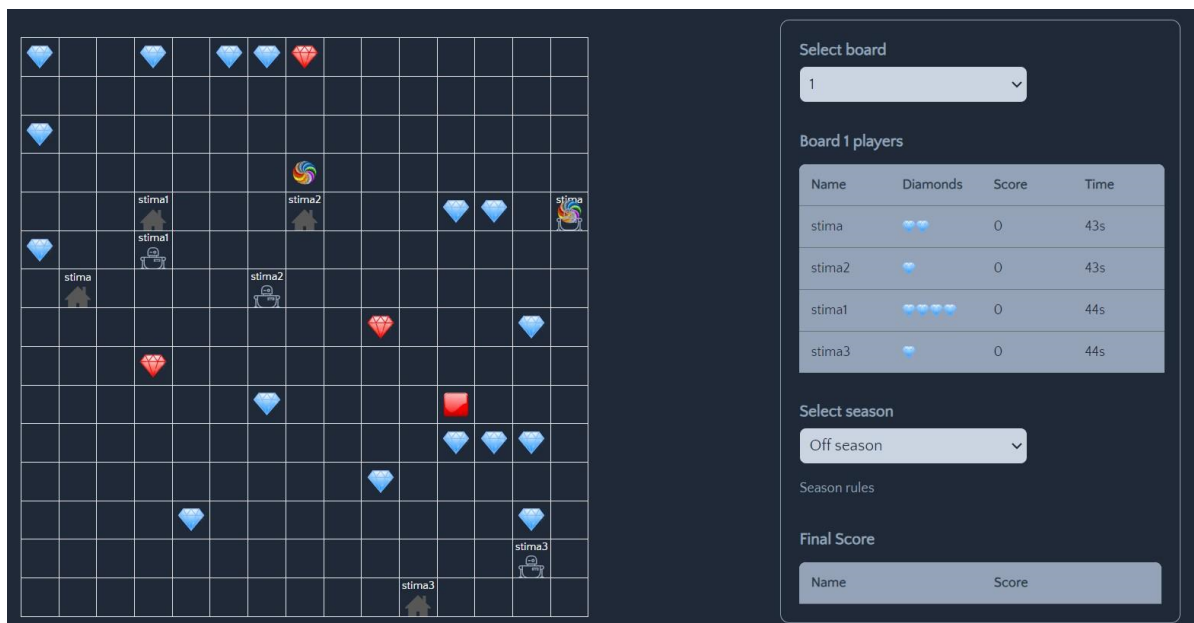 Select board
1
Board 1 players
Name Diamonds Score Time
stima 0 43s
stima2 0 43s
stima1 0 44s
stima3 0 44s
Select season
Off season
Season rules
Final Score
Name Score
stima1 stima2 stima
stima1
stima stima2
stima3
stima3